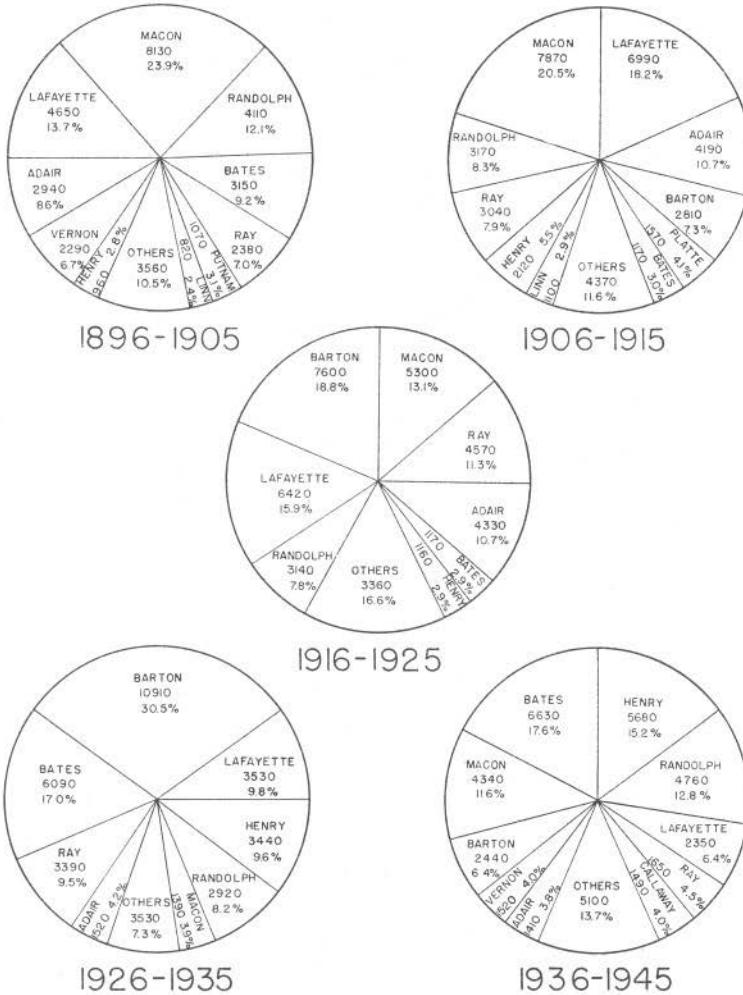 MACON
8130
23.9%
RANDOLPH
4110
12.1%
BATES
3150
9.2%
RAY
2380
7.0%
PUTNAM
1070
3.1%
LINN
820
2.4%
OTHERS
3560
10.5%
HENRY
960 2.8%
VERNON
2290
6.7%
ADAIR
2940
86%
LAFAYETTE
4650
13.7%
1896-1905
LAFAYETTE
6990
18.2%
ADAIR
4190
10.7%
BARTON
2810
7.3%
PLATTE
1570 4.1%
BATES
1170 3.0%
OTHERS
4370
11.6%
LINN
1100 2.9%
HENRY
2120 5.5%
RAY
3040
7.9%
RANDOLPH
3170
8.3%
MACON
7870
20.5%
1906-1915
MACON
5300
13.1%
RAY
4570
11.3%
ADAIR
4330
10.7%
BATES
1170 2.9%
HENRY
1160 2.9%
OTHERS
3360
16.6%
RANDOLPH
3140
7.8%
LAFAYETTE
6420
15.9%
BARTON
7600
18.8%
1916-1925
BARTON
10910
30.5%
LAFAYETTE
3530
9.8%
HENRY
3440
9.6%
RANDOLPH
2920
8.2%
MACON
1390 3.9%
OTHERS
3530
7.3%
ADAIR
1520 4.2%
RAY
3390
9.5%
BATES
6090
17.0%
1926-1935
HENRY
5680
15.2%
RANDOLPH
4760
12.8%
LAFAYETTE
2350
6.4%
RAY
1650 4.5%
CALLAWAY
1490 4.0%
OTHERS
5100
13.7%
ADAIR
1410 3.8%
VERNON
1520 4.0%
BARTON
2440
6.4%
MACON
4340
11.6%
BATES
6630
17.6%
1936-1945